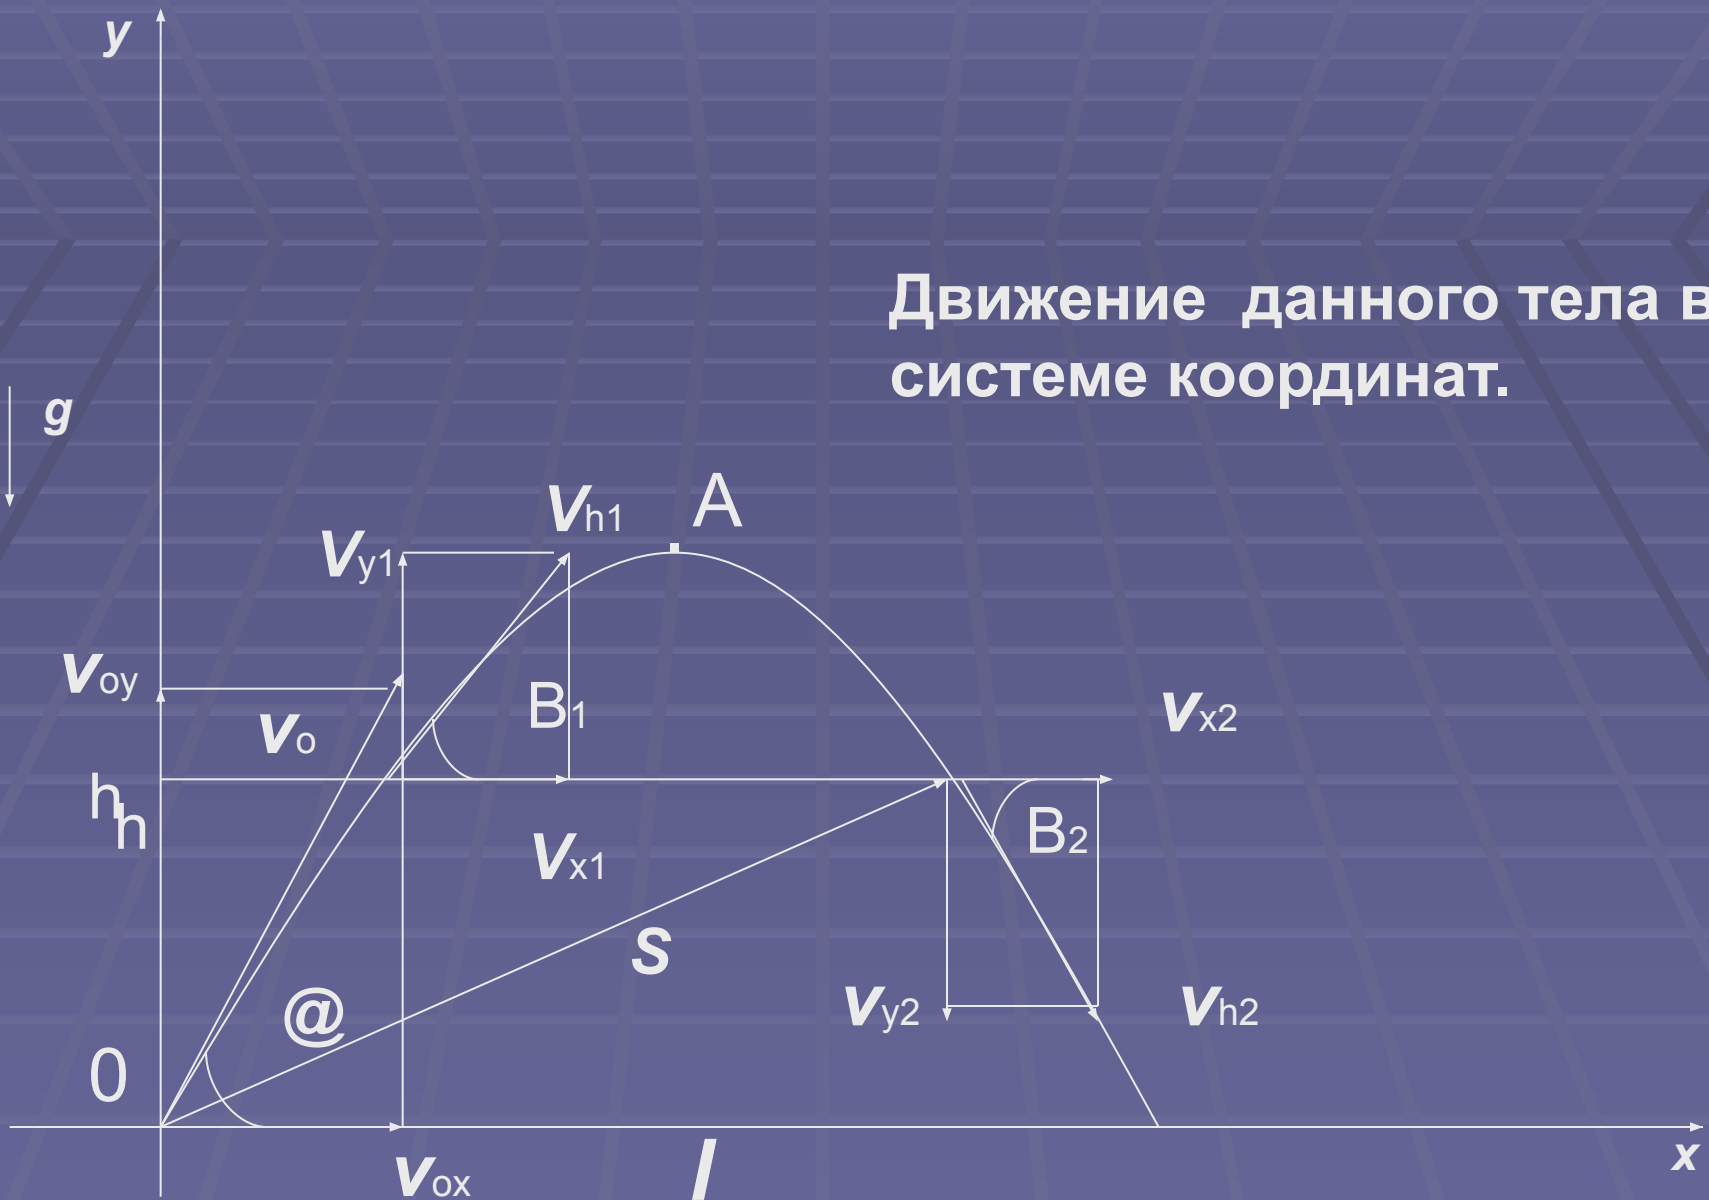 y
Движение данного тела в
системе координат.
g
Vh1
A
Vy1
voy
vo
B1
vx2
h
h
B2
Vx1
S
@
vy2
vh2
0
x
vox
l